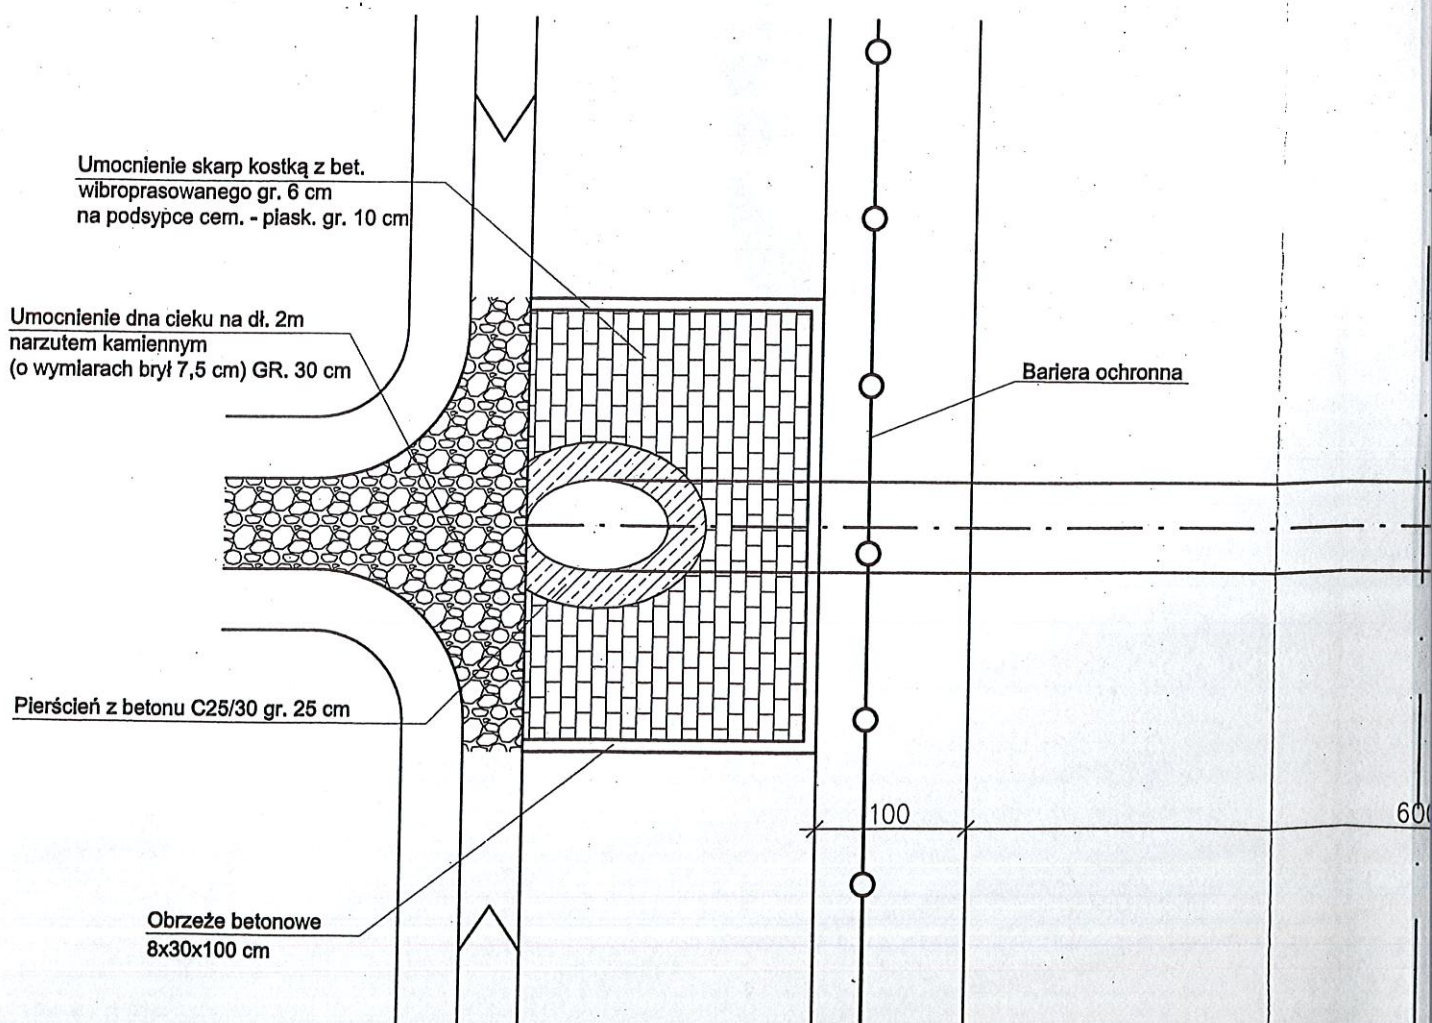 Umocnienie skarp kostką z bet.
wibroprasowanego gr. 6 cm
na podsypce cem. - piask. gr. 10 cm
Umocnienie dna cieku na dł. 2m
narzutem kamiennym
(o wymiarach brył 7,5 cm) GR. 30 cm
Bariera ochronna
Pierścień z betonu C25/30 gr. 25 cm
100
600
Obrzeże betonowe
8x30x100 cm